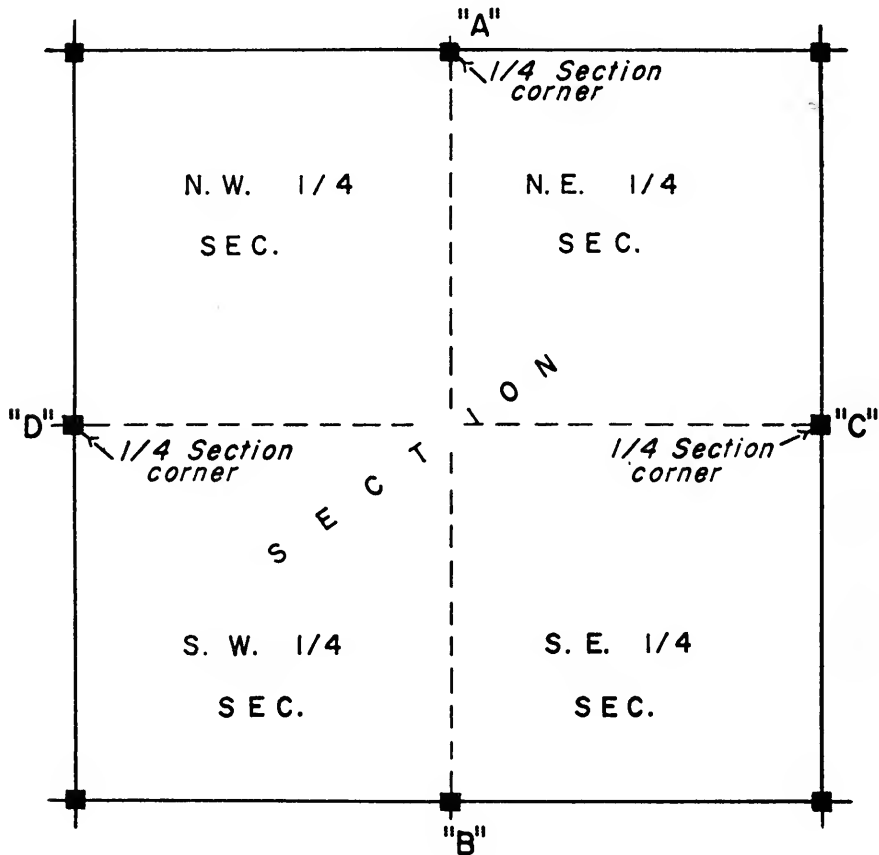 "A"
1/4 Section
corner
N. W. 1/4
SEC.
N. E. 1/4
SEC.
"D"
1/4 Section
corner
"C"
1/4 Section
corner
SECTION
S. W. 1/4
SEC.
S. E. 1/4
SEC.
"B"